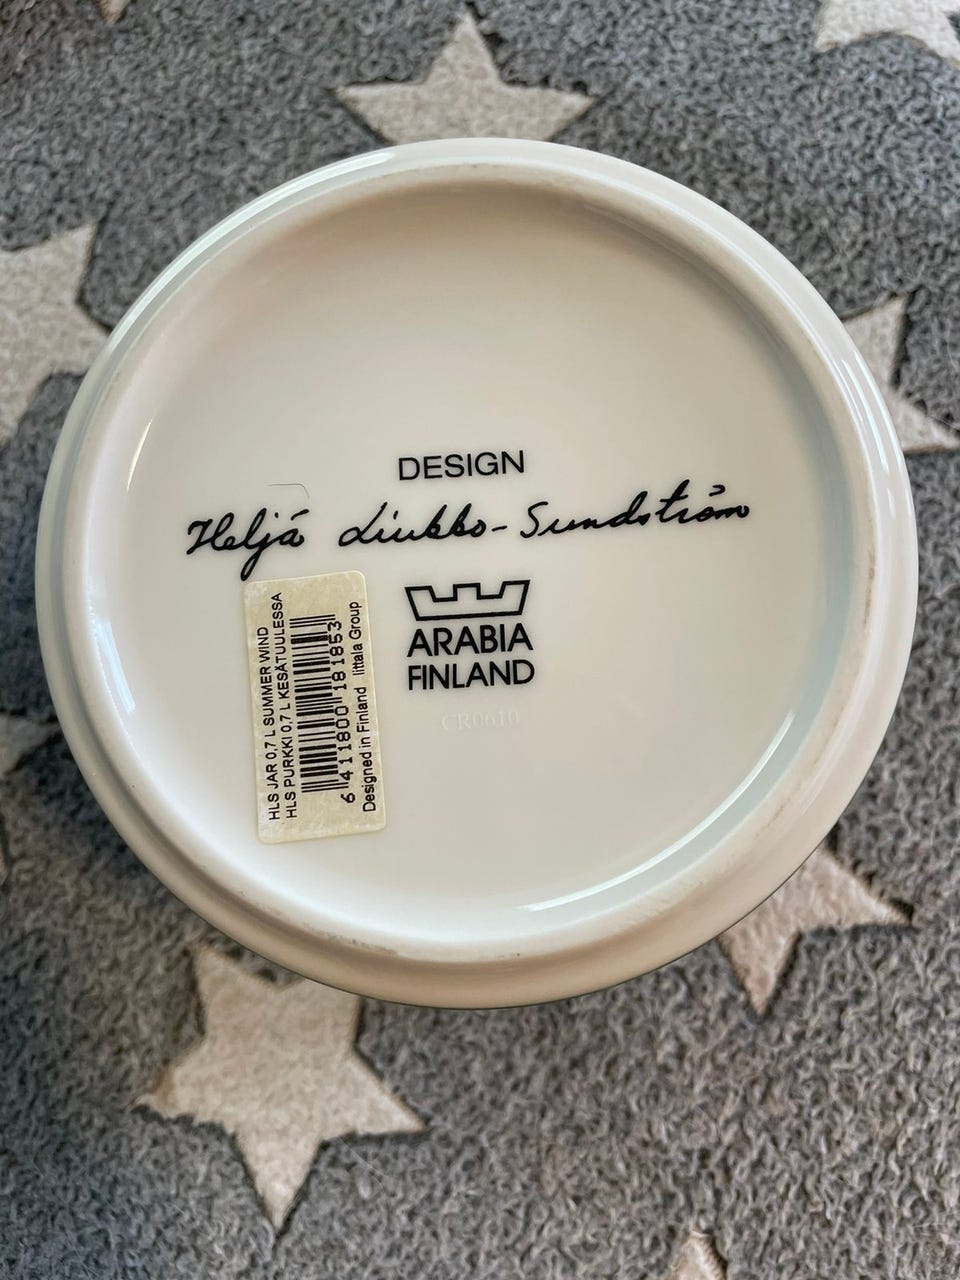 DESIGN
Heljä Liukko-Sundström
ARABIA
FINLAND
CR0610
HLS JAR 0,7 L SUMMER WIND
HLS PURKKI 0,7 L KESÄTUULESSA
6 411800 181853
Designed in Finland Iittala Group